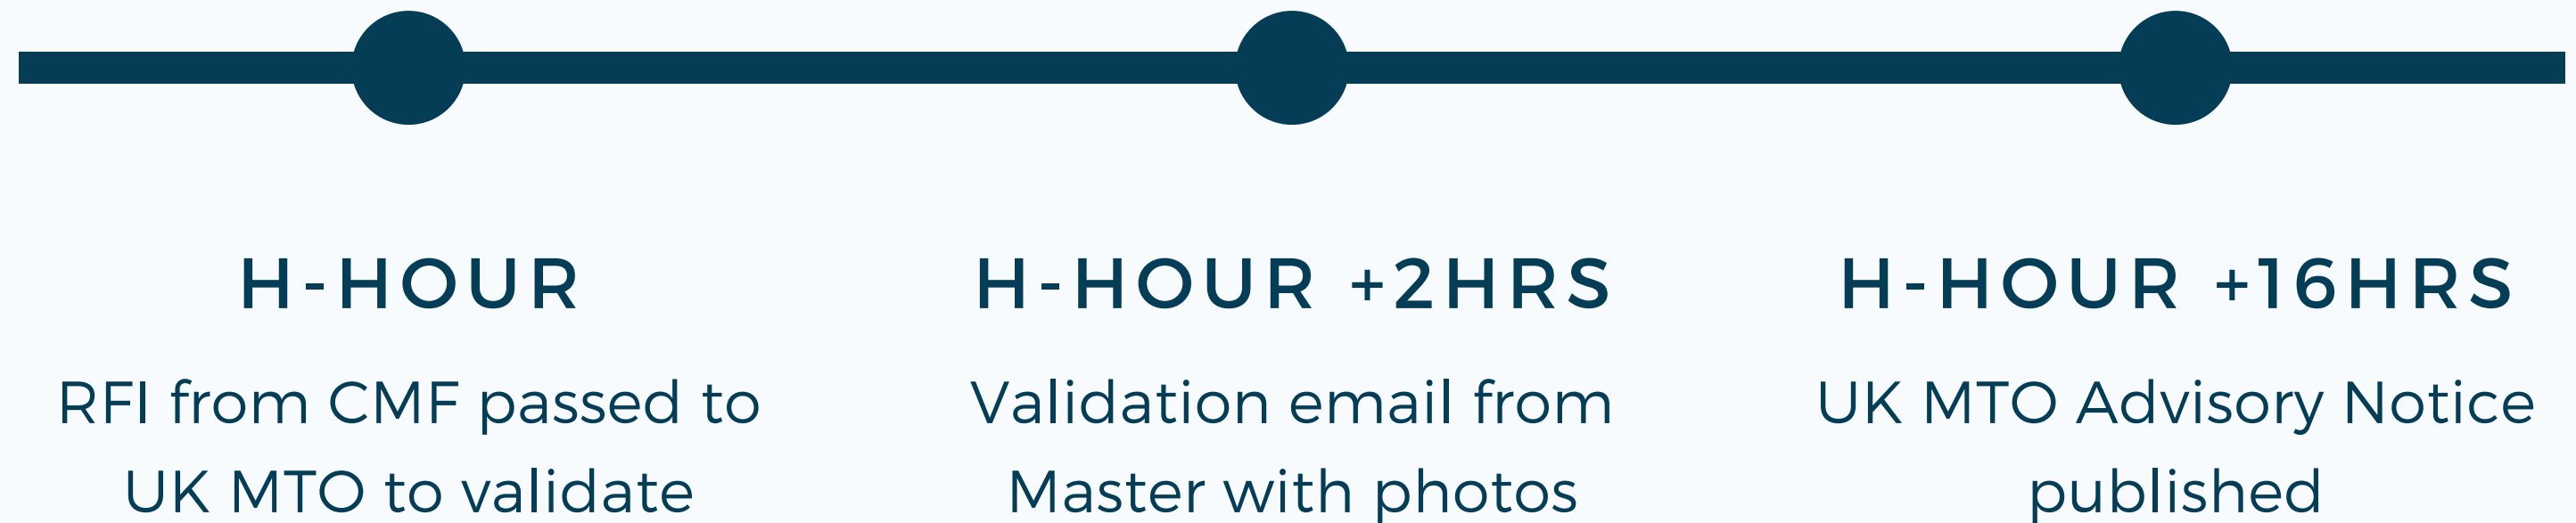 H-HOUR
RFI from CMF passed to
UK MTO to validate
H-HOUR +2HRS
Validation email from
Master with photos
H-HOUR +16HRS
UK MTO Advisory Notice
published